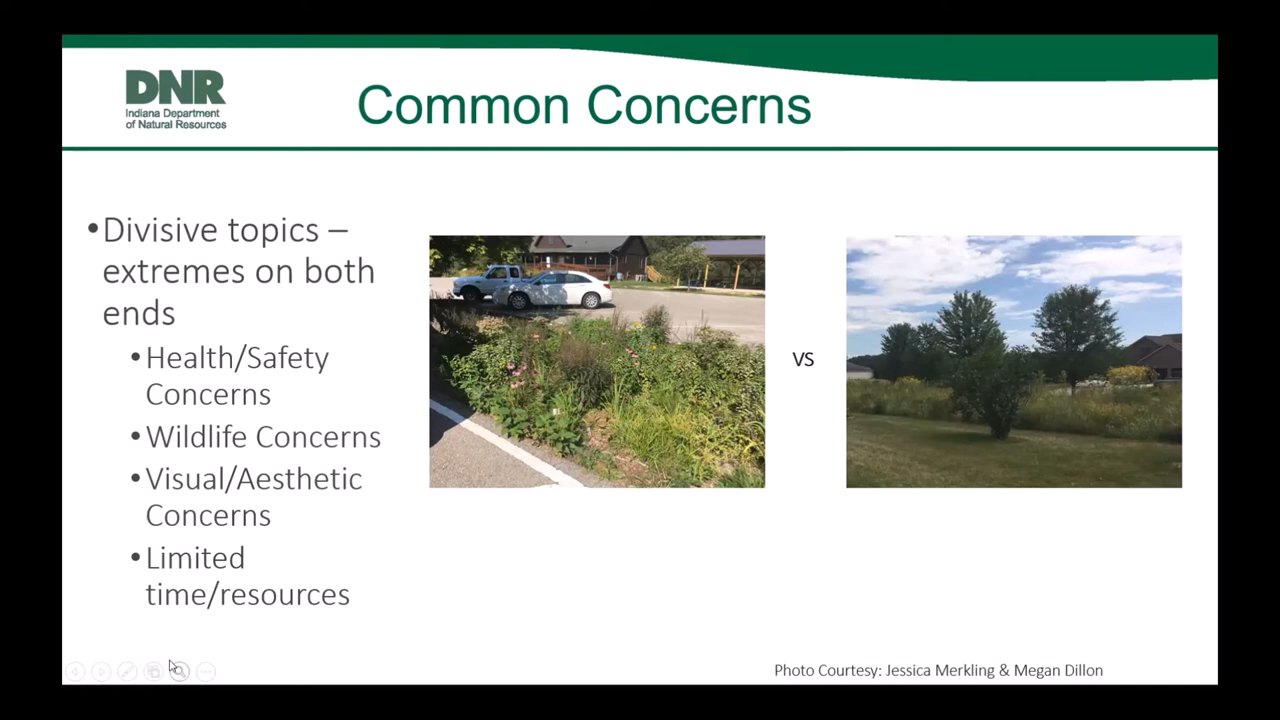 DNR
Indiana Department
of Natural Resources
Common Concerns
•Divisive topics –
extremes on both
ends
•Health/Safety
Concerns
•Wildlife Concerns
•Visual/Aesthetic
Concerns
•Limited
time/resources
vs
Photo Courtesy: Jessica Merkling & Megan Dillon